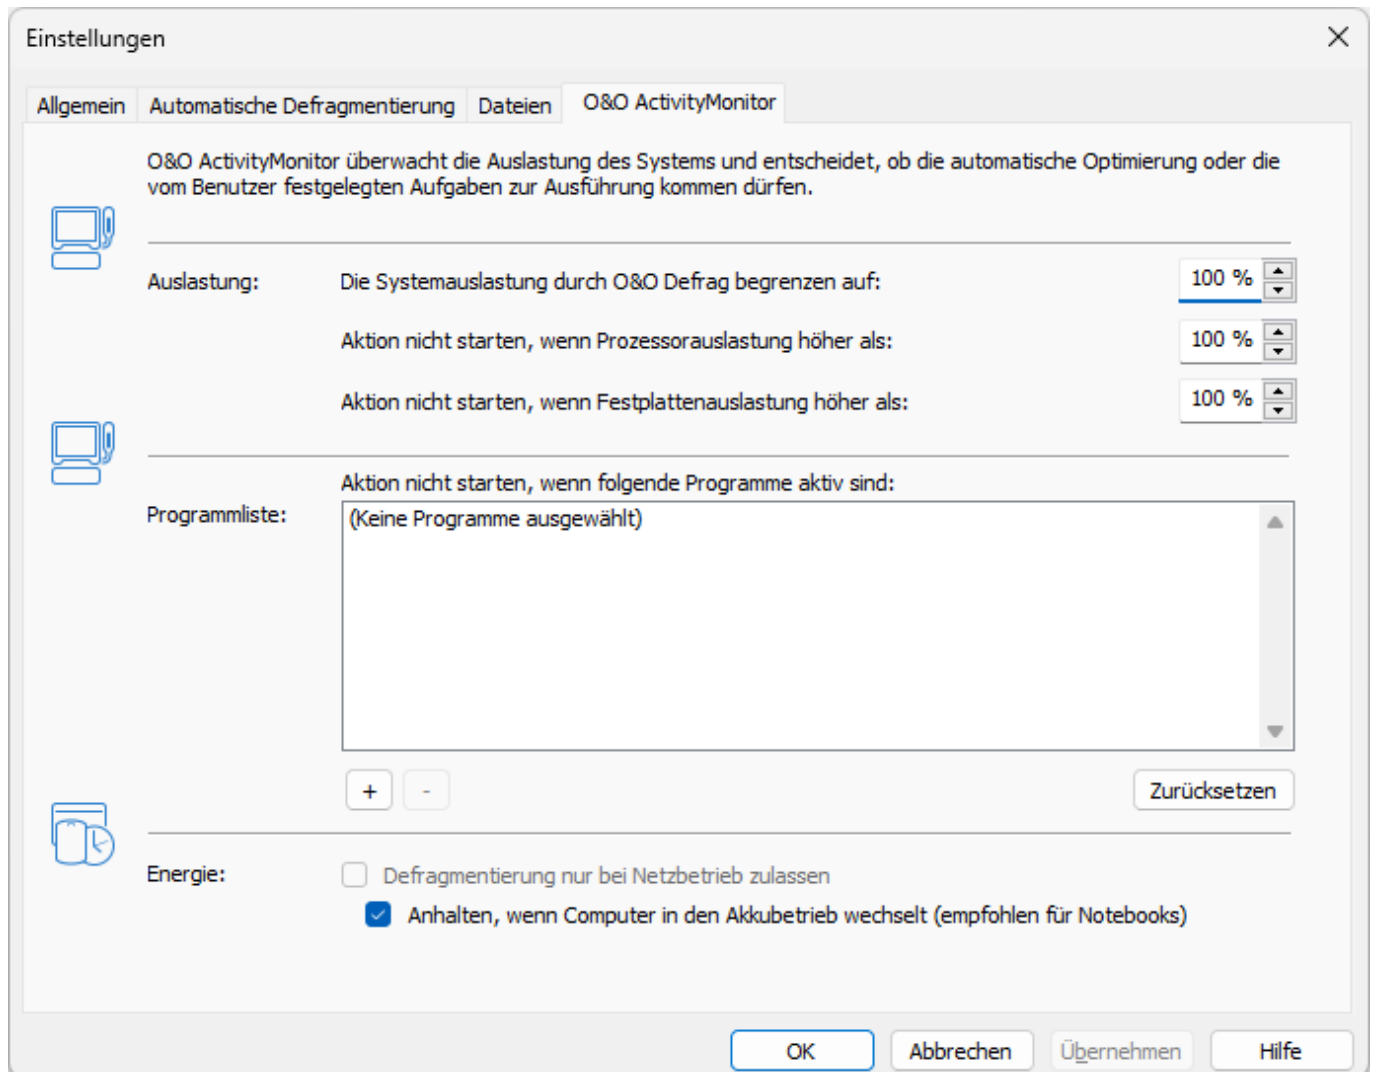 Einstellungen
Allgemein Automatische Defragmentierung Dateien O&O ActivityMonitor
O&O ActivityMonitor überwacht die Auslastung des Systems und entscheidet, ob die automatische Optimierung oder die
vom Benutzer festgelegten Aufgaben zur Ausführung kommen dürfen.
Auslastung: Die Systemauslastung durch O&O Defrag begrenzen auf: 100 %
Aktion nicht starten, wenn Prozessorauslastung höher als: 100 %
Aktion nicht starten, wenn Festplattenauslastung höher als: 100 %
Aktion nicht starten, wenn folgende Programme aktiv sind:
Programmliste: (Keine Programme ausgewählt)
+ - Zurücksetzen
Energie: Defragmentierung nur bei Netzbetrieb zulassen
Anhalten, wenn Computer in den Akkubetrieb wechselt (empfohlen für Notebooks)
OK Abbrechen Übernehmen Hilfe